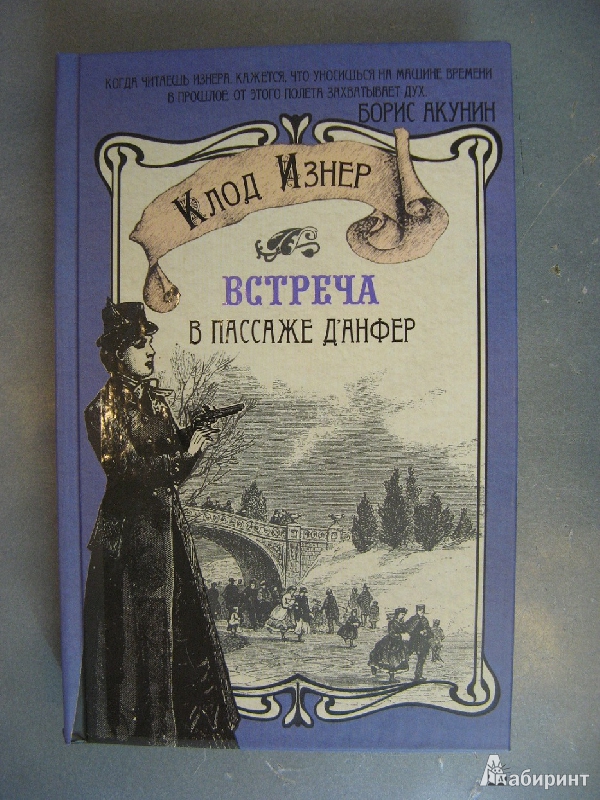 КОГДА ЧИТАЕШЬ ИЗНЕРА, КАЖЕТСЯ, ЧТО УНОСИШЬСЯ НА МАШИНЕ ВРЕМЕНИ
В ПРОШЛОЕ. ОТ ЭТОГО ПОЛЕТА ЗАХВАТЫВАЕТ ДУХ.
БОРИС АКУНИН
КЛОД ИЗНЕР
ВСТРЕЧА
В ПАССАЖЕ Д'АНФЕР
Лабиринт